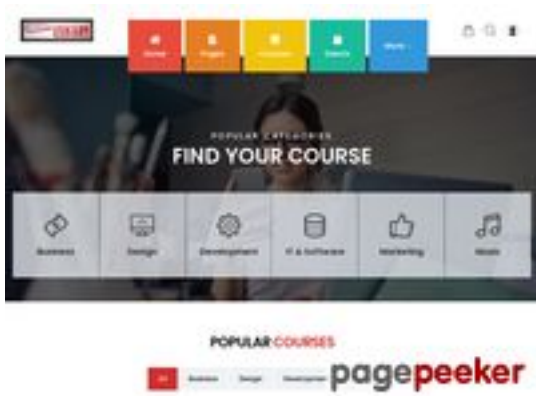 Home Pages Courses Events More
POPULAR CATEGORIES
FIND YOUR COURSE
Business Design Development IT & Software Marketing Music
POPULAR COURSES
All Business Design Development
pagepeeker